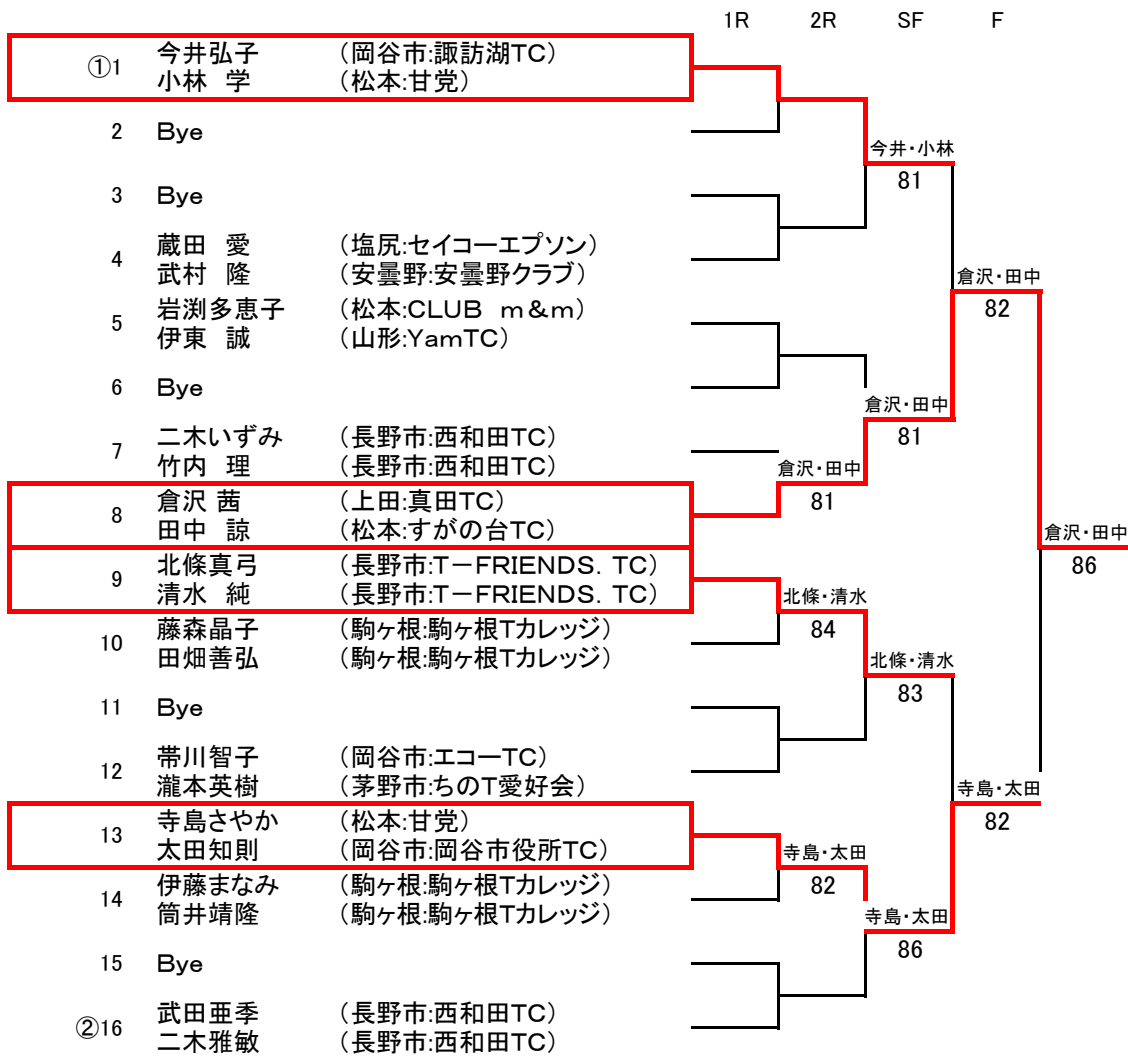 1R 2R SF F
①1 今井弘子 (岡谷市:諏訪湖TC)
小林 学 (松本:甘党)
2 Bye
今井・小林
3 Bye 81
4 蔵田 愛 (塩尻:セイコーエプソン)
武村 隆 (安曇野:安曇野クラブ)
倉沢・田中
5 岩渕多恵子 (松本:CLUB m&m) 82
伊東 誠 (山形:YamTC)
6 Bye
倉沢・田中
7 二木いずみ (長野市:西和田TC) 81
竹内 理 (長野市:西和田TC)
倉沢・田中
8 倉沢 茜 (上田:真田TC) 81
田中 諒 (松本:すがの台TC)
倉沢・田中
86
9 北條真弓 (長野市:T-FRIENDS. TC)
清水 純 (長野市:T-FRIENDS. TC)
北條・清水
10 藤森晶子 (駒ヶ根:駒ヶ根Tカレッジ) 84
田畑善弘 (駒ヶ根:駒ヶ根Tカレッジ)
北條・清水
11 Bye 83
12 帯川智子 (岡谷市:エコーTC)
瀧本英樹 (茅野市:ちのT愛好会)
寺島・太田
13 寺島さやか (松本:甘党) 82
太田知則 (岡谷市:岡谷市役所TC)
寺島・太田
14 伊藤まなみ (駒ヶ根:駒ヶ根Tカレッジ) 82
筒井靖隆 (駒ヶ根:駒ヶ根Tカレッジ)
寺島・太田
15 Bye 86
②16 武田亜季 (長野市:西和田TC)
二木雅敏 (長野市:西和田TC)